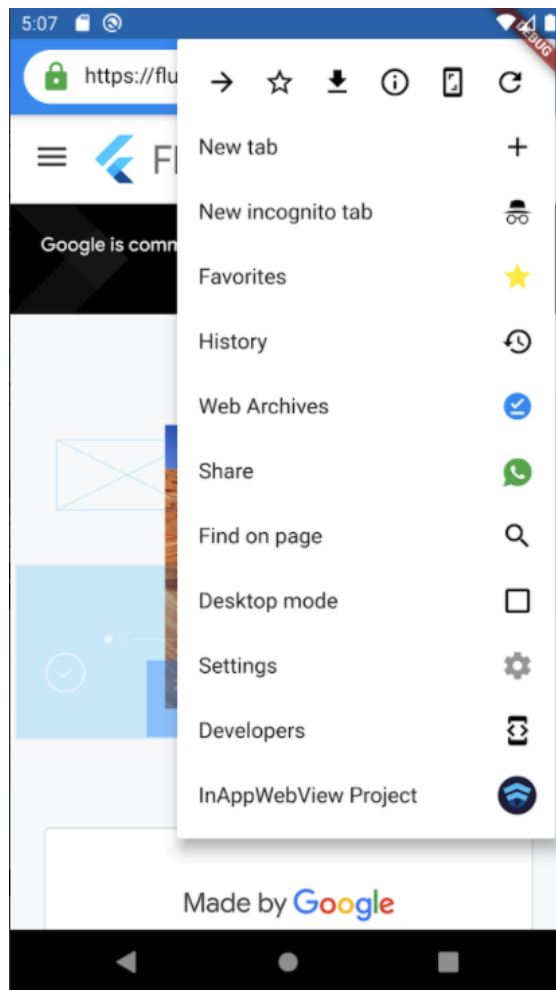 5:07
DEBUG
https://flu
Fl
Google is comm
New tab
New incognito tab
Favorites
History
Web Archives
Share
Find on page
Desktop mode
Settings
Developers
InAppWebView Project
Made by Google